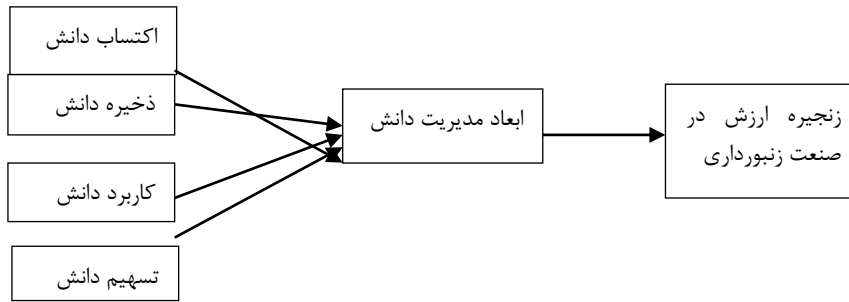 اکتساب دانش
ذخیره دانش
کاربرد دانش
تسهیم دانش
ابعاد مدیریت دانش
زنجیره ارزش در
صنعت زنبورداری